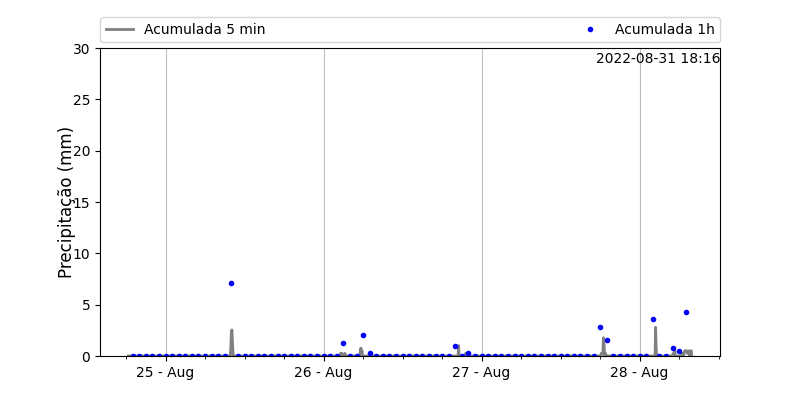 Acumulada 5 min
Acumulada 1h
2022-08-31 18:16
Precipitação (mm)
30
25
20
15
10
5
0
25 - Aug
26 - Aug
27 - Aug
28 - Aug